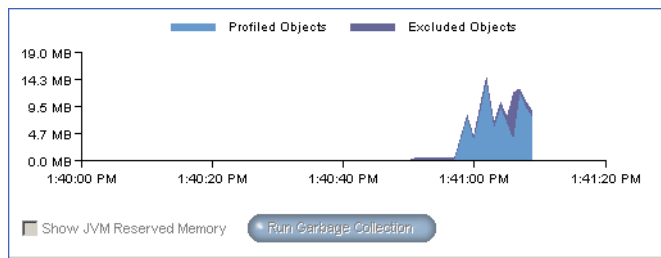 Profiled Objects Excluded Objects
19.0 MB
14.3 MB
9.5 MB
4.7 MB
0.0 MB
1:40:00 PM 1:40:20 PM 1:40:40 PM 1:41:00 PM 1:41:20 PM
Show JVM Reserved Memory Run Garbage Collection